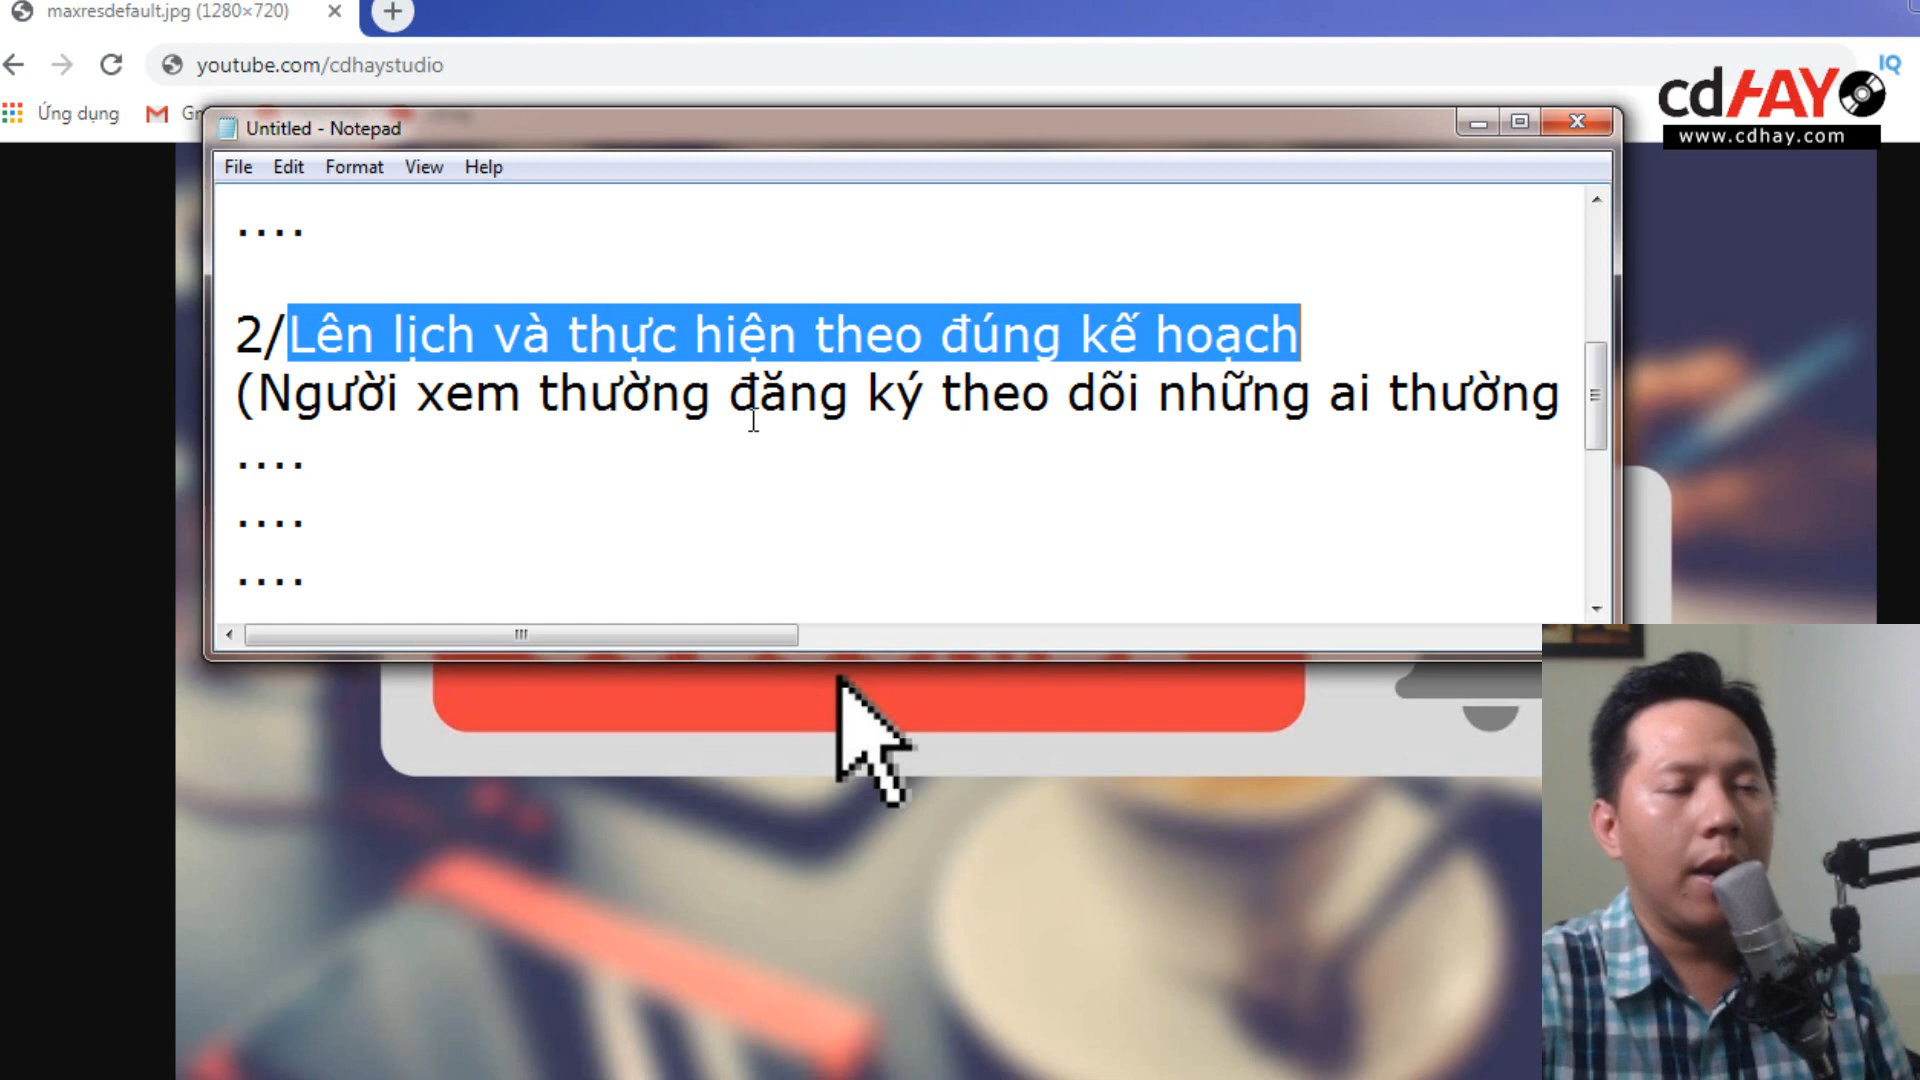 maxresdefault.jpg (1280×720)
youtube.com/cdhaystudio
IQ
cdHAY
www.cdhay.com
Ứng dụng
Untitled - Notepad
File Edit Format View Help
....
2/Lên lịch và thực hiện theo đúng kế hoạch
(Người xem thường đăng ký theo dõi những ai thường
....
....
....